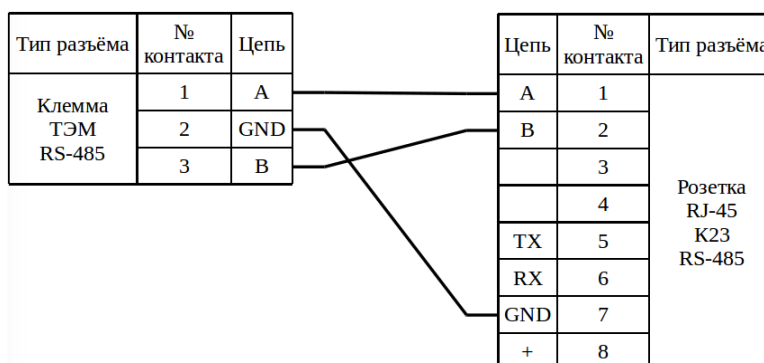 Тип разъёма № контакта Цепь
Клемма ТЭМ RS-485
1 A
2 GND
3 B
Цепь № контакта Тип разъёма
A 1
B 2
3
4
TX 5
RX 6
GND 7
+ 8
Розетка
RJ-45
К23
RS-485